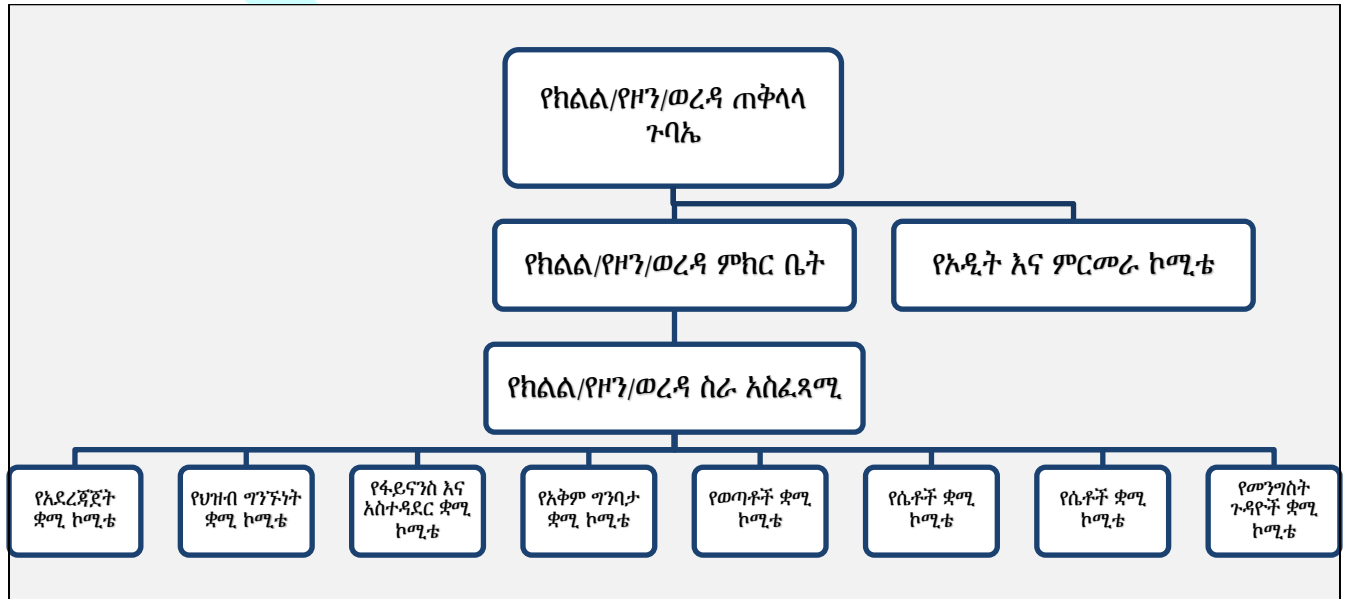 የክልል/የዞን/ወረዳ ጠቅላላ
ጉባኤ
የክልል/የዞን/ወረዳ ምክር ቤት
የኦዲት እና ምርመራ ኮሚቴ
የክልል/የዞን/ወረዳ ስራ አስፈጻሚ
የአደረጃጀት
ቋሚ ኮሚቴ
የህዝብ ግንኙነት
ቋሚ ኮሚቴ
የፋይናንስ እና
አስተዳደር ቋሚ
ኮሚቴ
የአቅም ግንባታ
ቋሚ ኮሚቴ
የወጣቶች ቋሚ
ኮሚቴ
የሴቶች ቋሚ
ኮሚቴ
የሴቶች ቋሚ
ኮሚቴ
የመንግስት
ጉዳዮች ቋሚ
ኮሚቴ